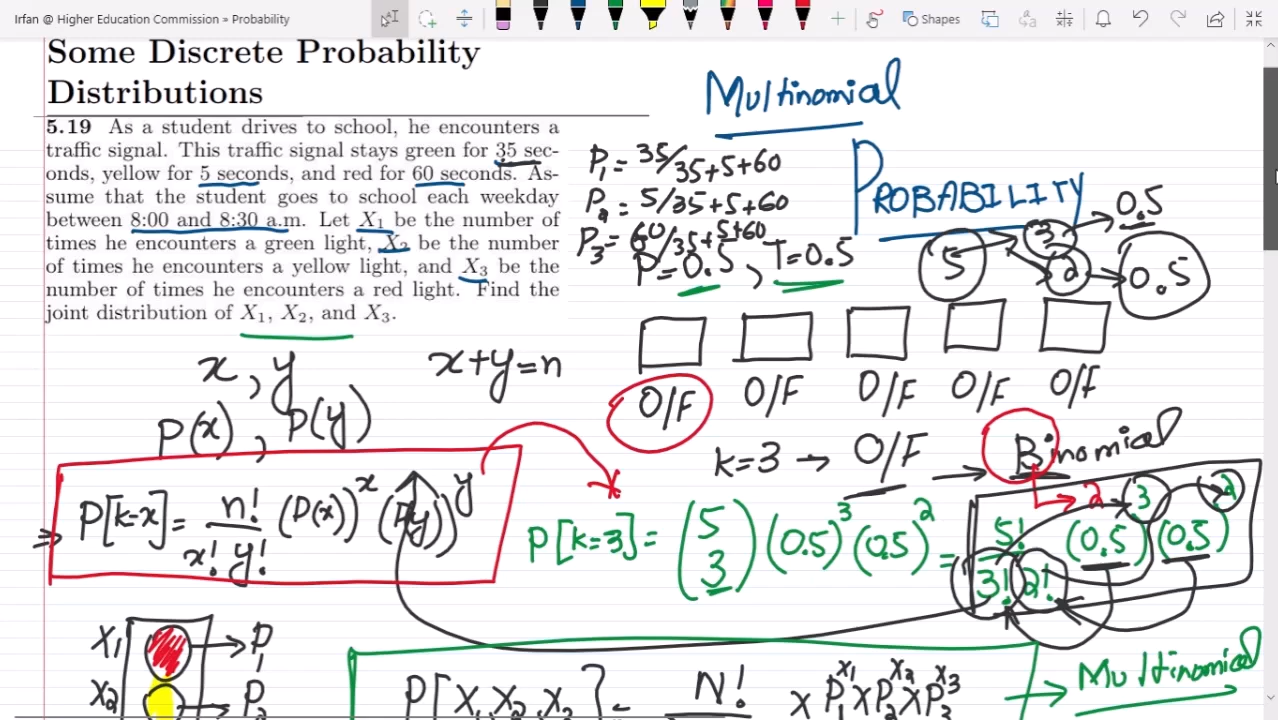 Irfan @ Higher Education Commission » Probability
Shapes
Some Discrete Probability
Distributions
5.19 As a student drives to school, he encounters a
traffic signal. This traffic signal stays green for 35 sec-
onds, yellow for 5 seconds, and red for 60 seconds. As-
sume that the student goes to school each weekday
between 8:00 and 8:30 a.m. Let X₁ be the number of
times he encounters a green light, X₂ be the number
of times he encounters a yellow light, and X₃ be the
number of times he encounters a red light. Find the
joint distribution of X₁, X₂, and X₃.
Multinomial
PROBABILITY
P₁ = 35/35+5+60
P₂ = 5/35+5+60
P₃ = 60/35+5+60
P=0.5, T=0.5
5 3 0.5
2 0.5
O/F O/F O/F O/F O/F
k=3 → O/F → Binomial
x, y x+y=n
P(x), P(y)
⇒ P[k=x] = n!/x! y! (P(x))^x (P(y))^y
P[k=3] = (5 3) (0.5)^3 (0.5)^2 = 5!/3! 2! (0.5)^3 (0.5)^2
2
X₁ → P₁
X₂ → P₂
P[X₁, X₂, X₃] = N! × P₁^X₁ × P₂^X₂ × P₃^X₃ → Multinomial